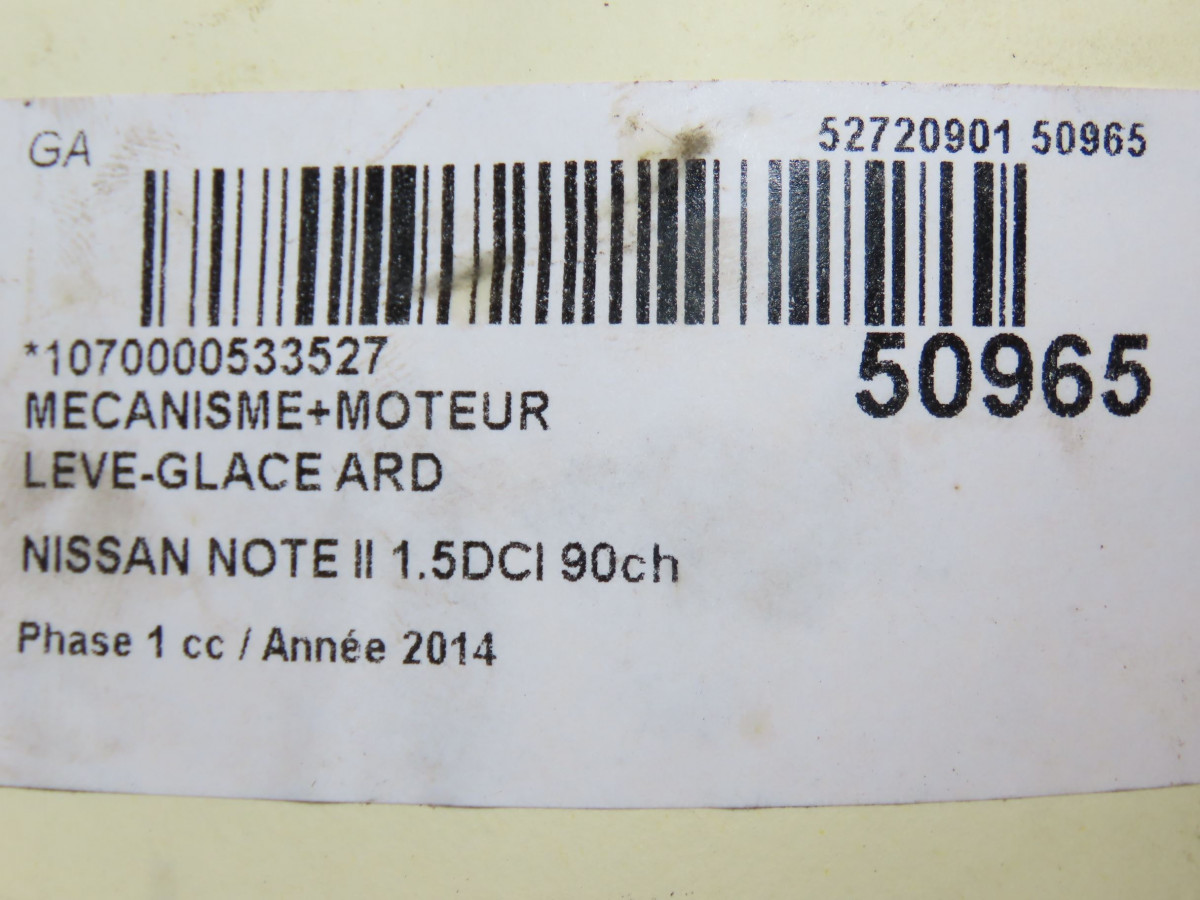 GA
52720901 50965
*1070000533527
50965
MECANISME+MOTEUR
LEVE-GLACE ARD
NISSAN NOTE II 1.5DCI 90ch
Phase 1 cc / Année 2014